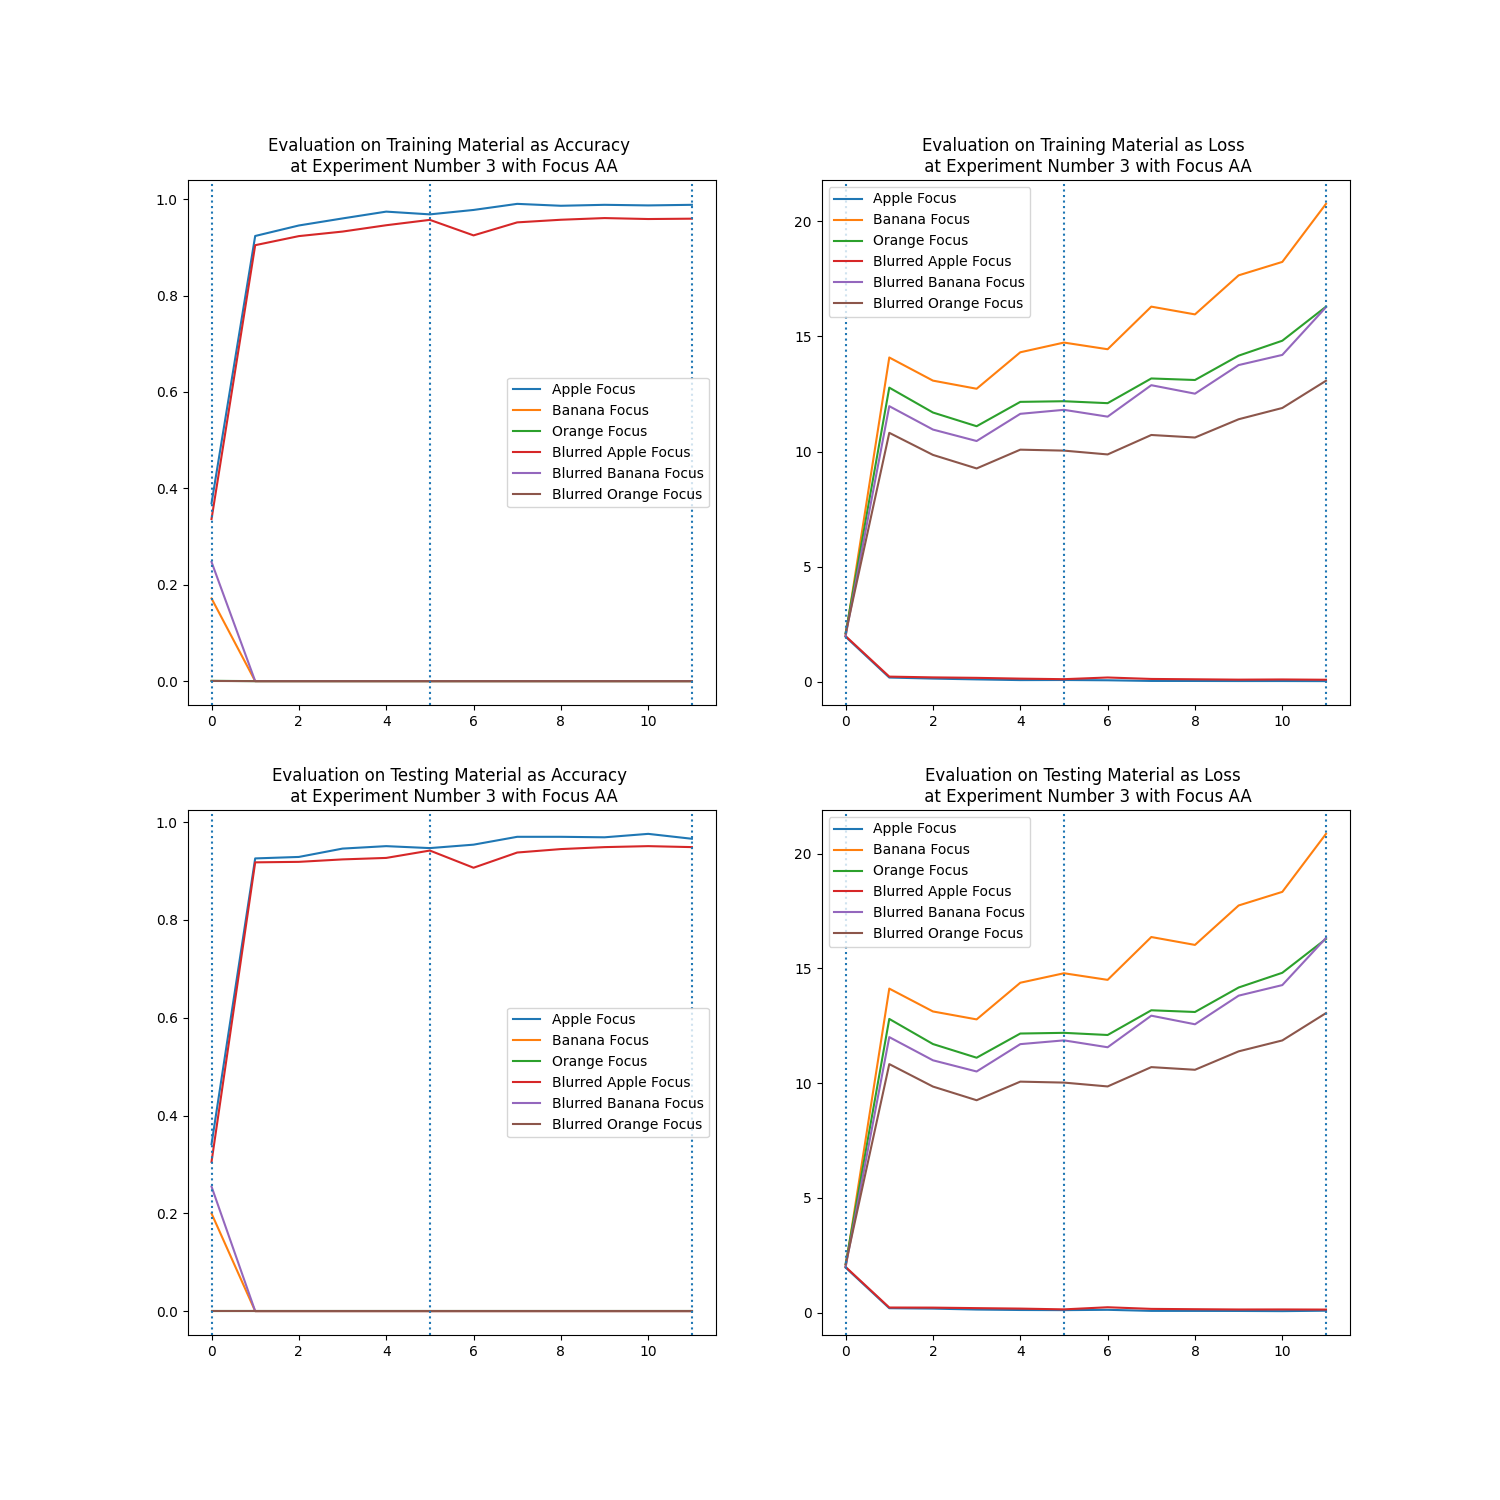 Evaluation on Training Material as Accuracy
at Experiment Number 3 with Focus AA
1.0
0.8
0.6
0.4
0.2
0.0
Apple Focus
Banana Focus
Orange Focus
Blurred Apple Focus
Blurred Banana Focus
Blurred Orange Focus
0 2 4 6 8 10
Evaluation on Training Material as Loss
at Experiment Number 3 with Focus AA
20
15
10
5
0
Apple Focus
Banana Focus
Orange Focus
Blurred Apple Focus
Blurred Banana Focus
Blurred Orange Focus
0 2 4 6 8 10
Evaluation on Testing Material as Accuracy
at Experiment Number 3 with Focus AA
1.0
0.8
0.6
0.4
0.2
0.0
Apple Focus
Banana Focus
Orange Focus
Blurred Apple Focus
Blurred Banana Focus
Blurred Orange Focus
0 2 4 6 8 10
Evaluation on Testing Material as Loss
at Experiment Number 3 with Focus AA
20
15
10
5
0
Apple Focus
Banana Focus
Orange Focus
Blurred Apple Focus
Blurred Banana Focus
Blurred Orange Focus
0 2 4 6 8 10